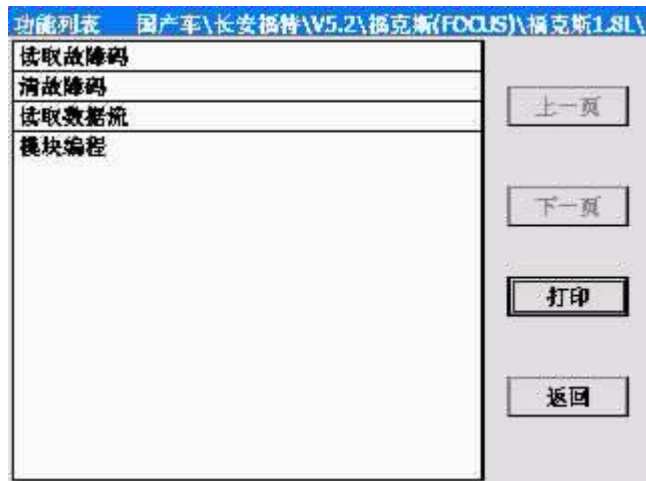 功能列表 国产车\长安福特\V5.2\福克斯(FOCUS)\福克斯1.8L\
读取故障码
清故障码
读取数据流
模块编程
上一页
下一页
打印
返回